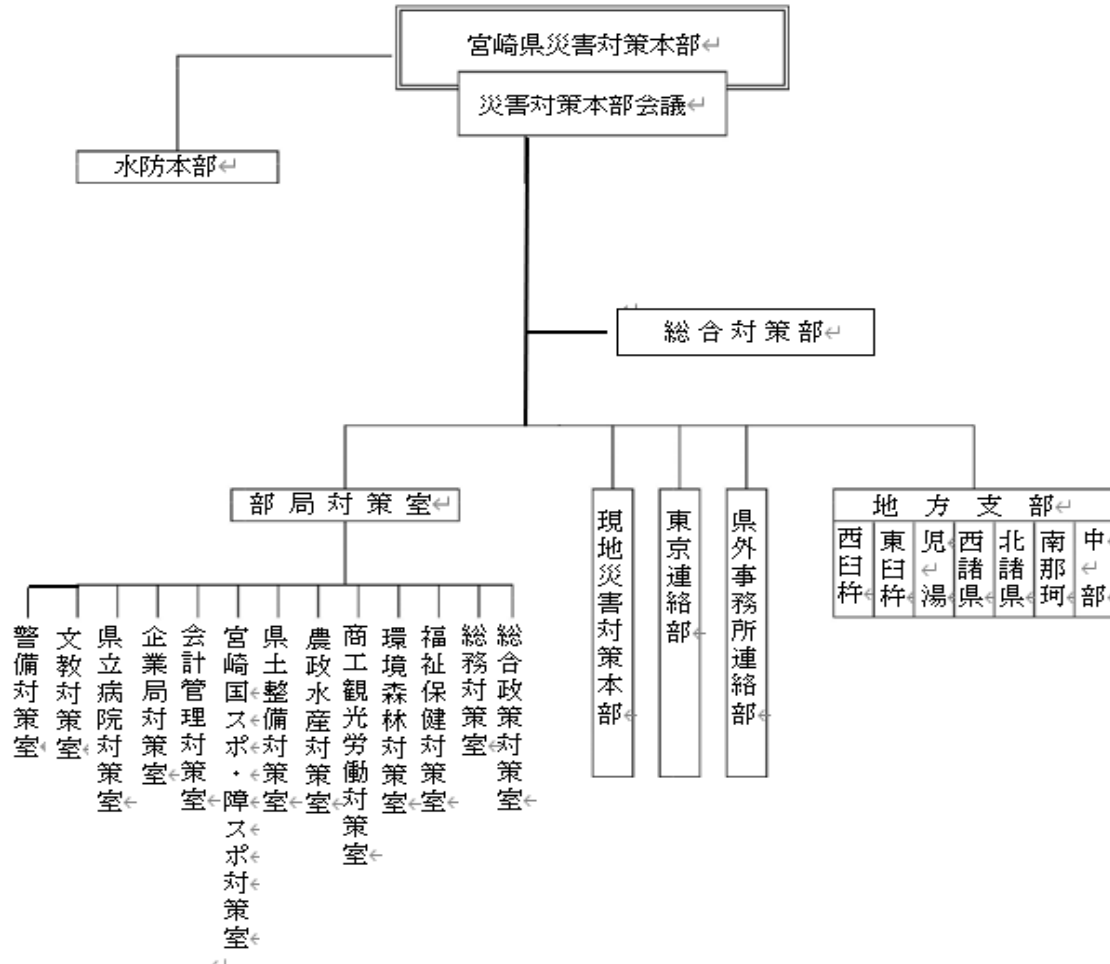 宮崎県災害対策本部
災害対策本部会議
水防本部
総合対策部
部局対策室
現地災害対策本部
東京連絡部
県外事務所連絡部
地方支部
西臼杵
東臼杵
児湯
西諸県
北諸県
南那珂
中部
警備対策室
文教対策室
県立病院対策室
企業局対策室
会計管理対策室
宮崎国スポ・障スポ対策室
県土整備対策室
農政水産対策室
商工観光労働対策室
環境森林対策室
福祉保健対策室
総務対策室
総合政策対策室